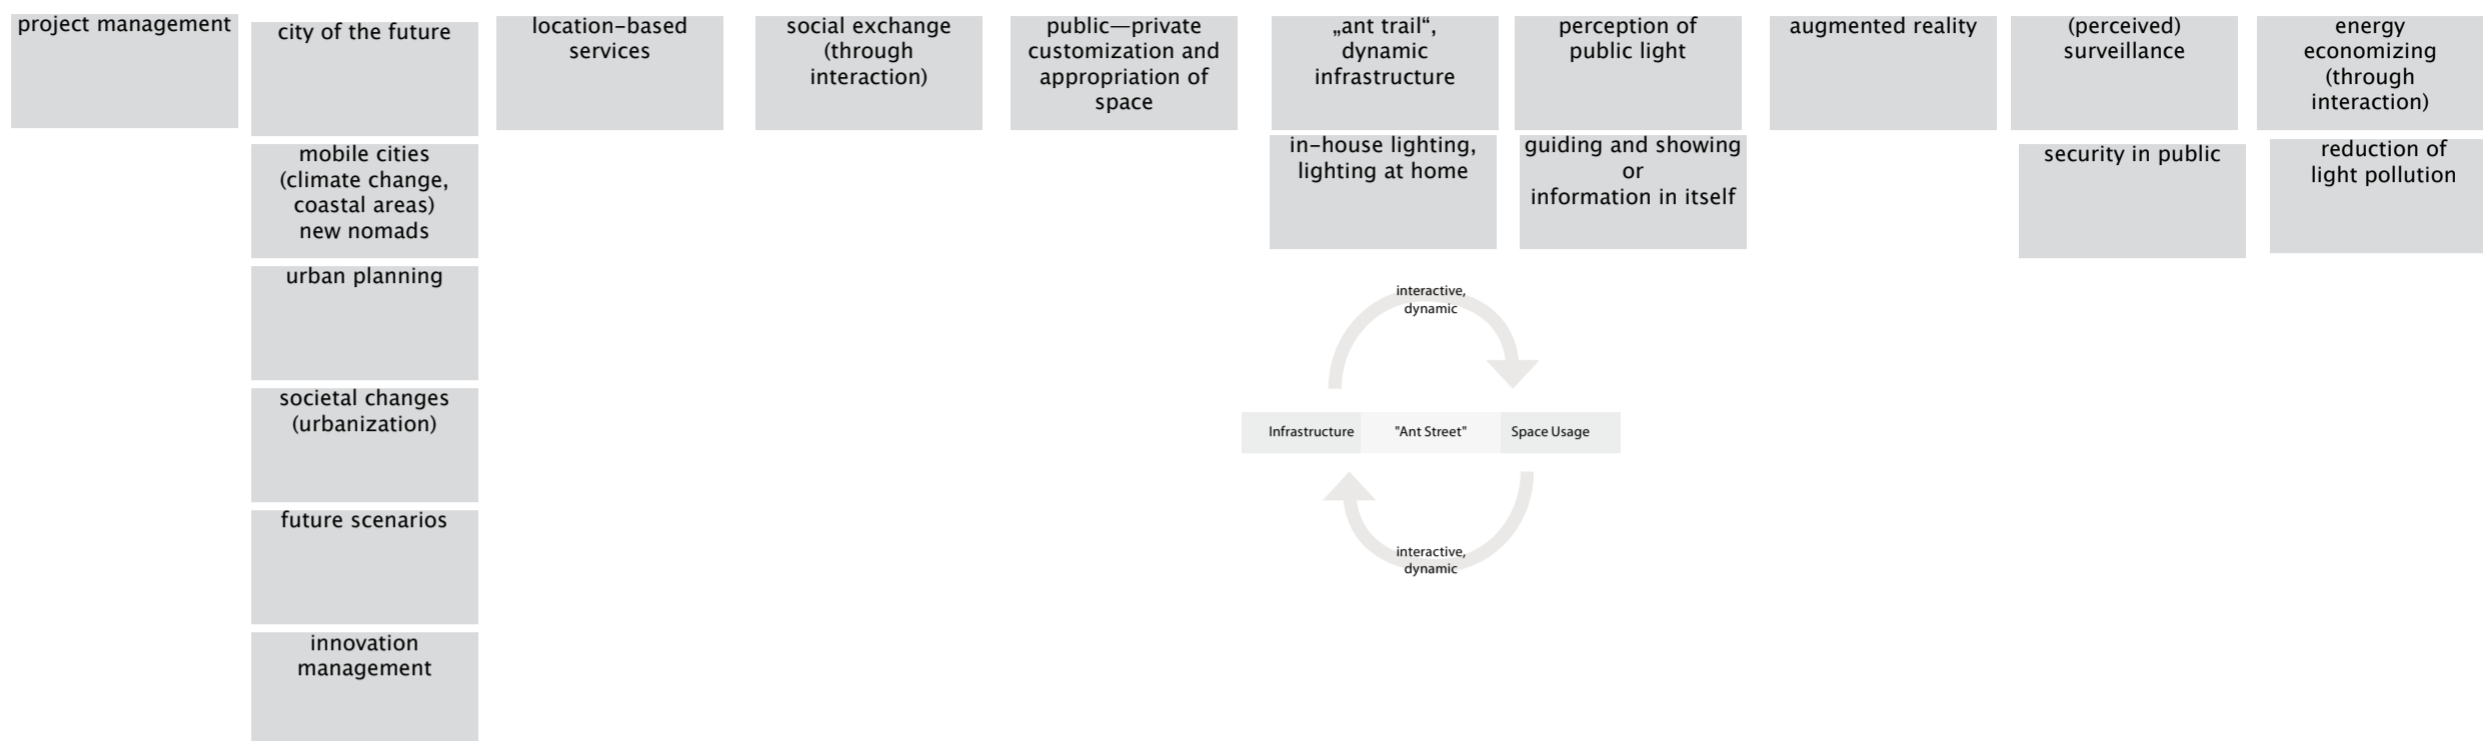 project management
city of the future
location-based
services
social exchange
(through
interaction)
public—private
customization and
appropriation of
space
„ant trail“,
dynamic
infrastructure
perception of
public light
augmented reality
(perceived)
surveillance
energy
economizing
(through
interaction)
mobile cities
(climate change,
coastal areas)
new nomads
in-house lighting,
lighting at home
guiding and showing
or
information in itself
security in public
reduction of
light pollution
urban planning
societal changes
(urbanization)
future scenarios
innovation
management
interactive,
dynamic
Infrastructure
"Ant Street"
Space Usage
interactive,
dynamic